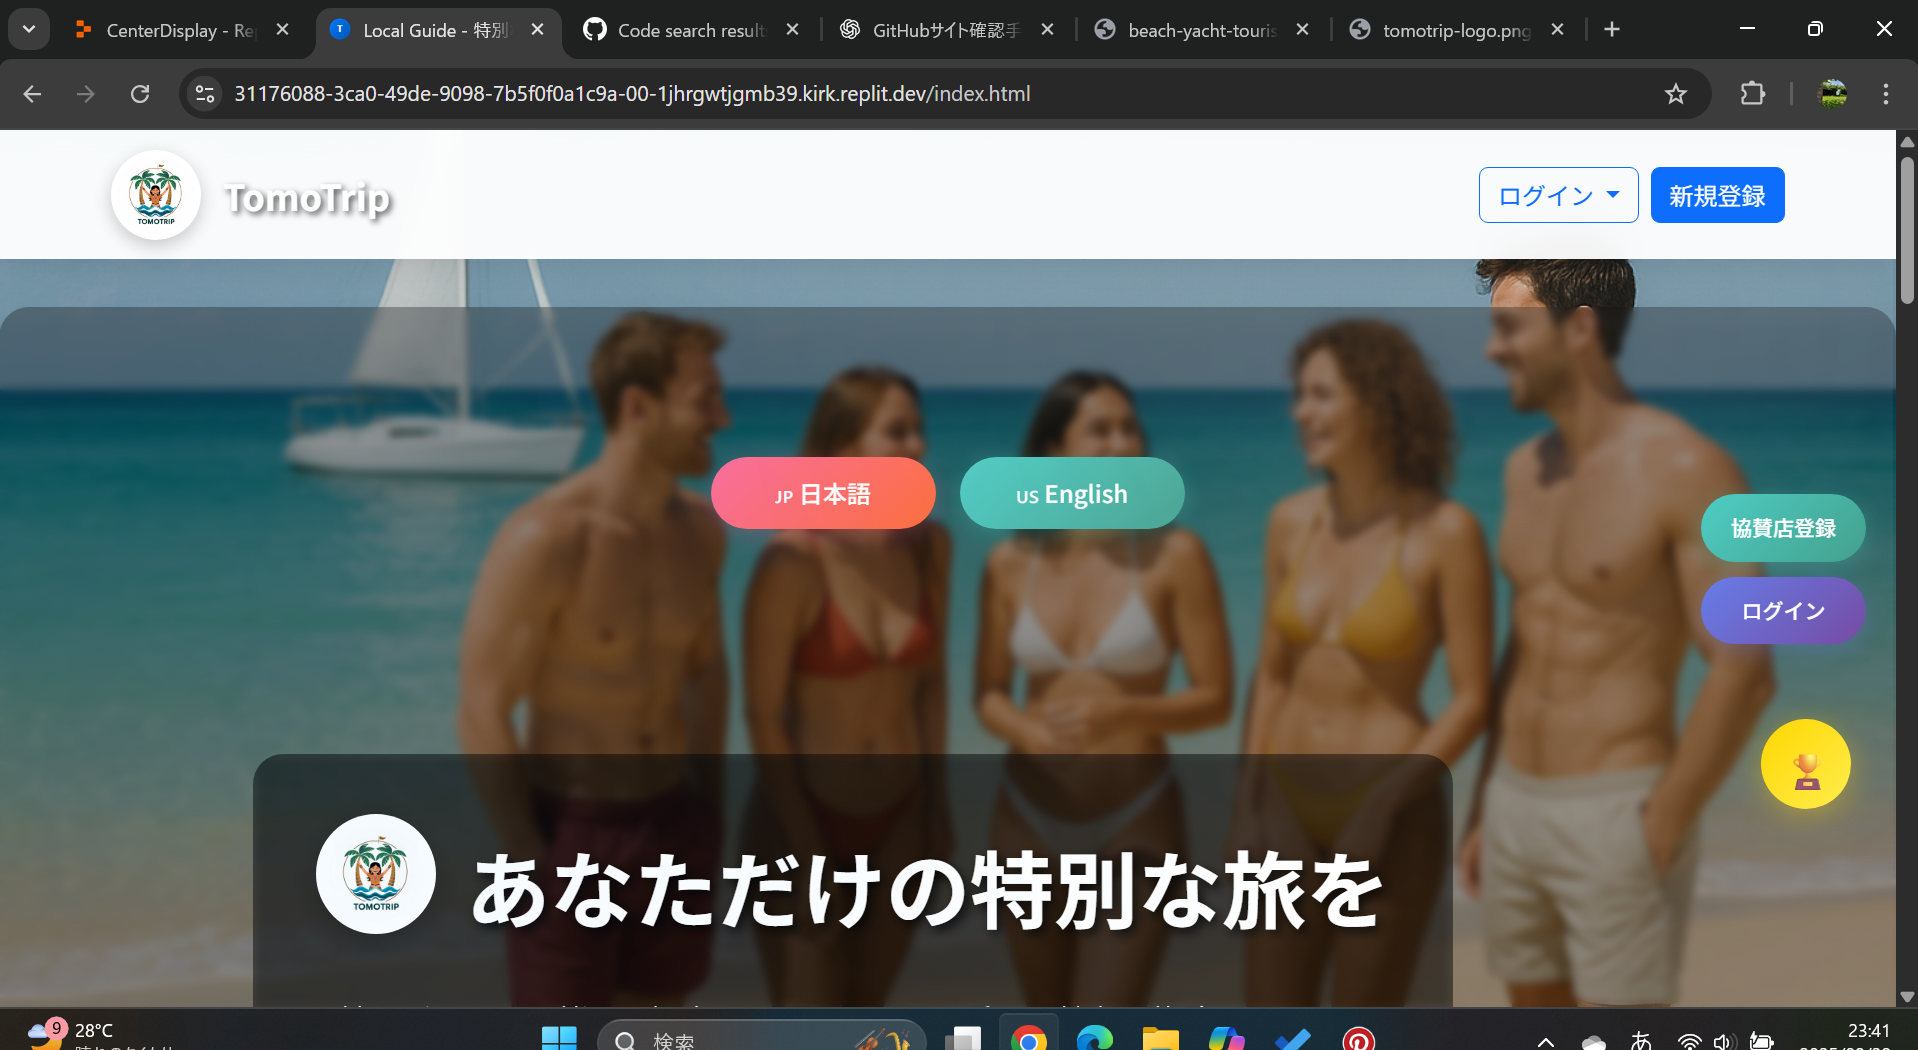 CenterDisplay - Re
Local Guide - 特別
Code search result
GitHubサイト確認手
beach-yacht-touris
tomotrip-logo.png
31176088-3ca0-49de-9098-7b5f0f0a1c9a-00-1jhrgwtjgmb39.kirk.replit.dev/index.html
TOMOTRIP
TomoTrip
ログイン
新規登録
JP 日本語
US English
協賛店登録
ログイン
TOMOTRIP
あなただけの特別な旅を
9
28°C
検索
あ
23:41